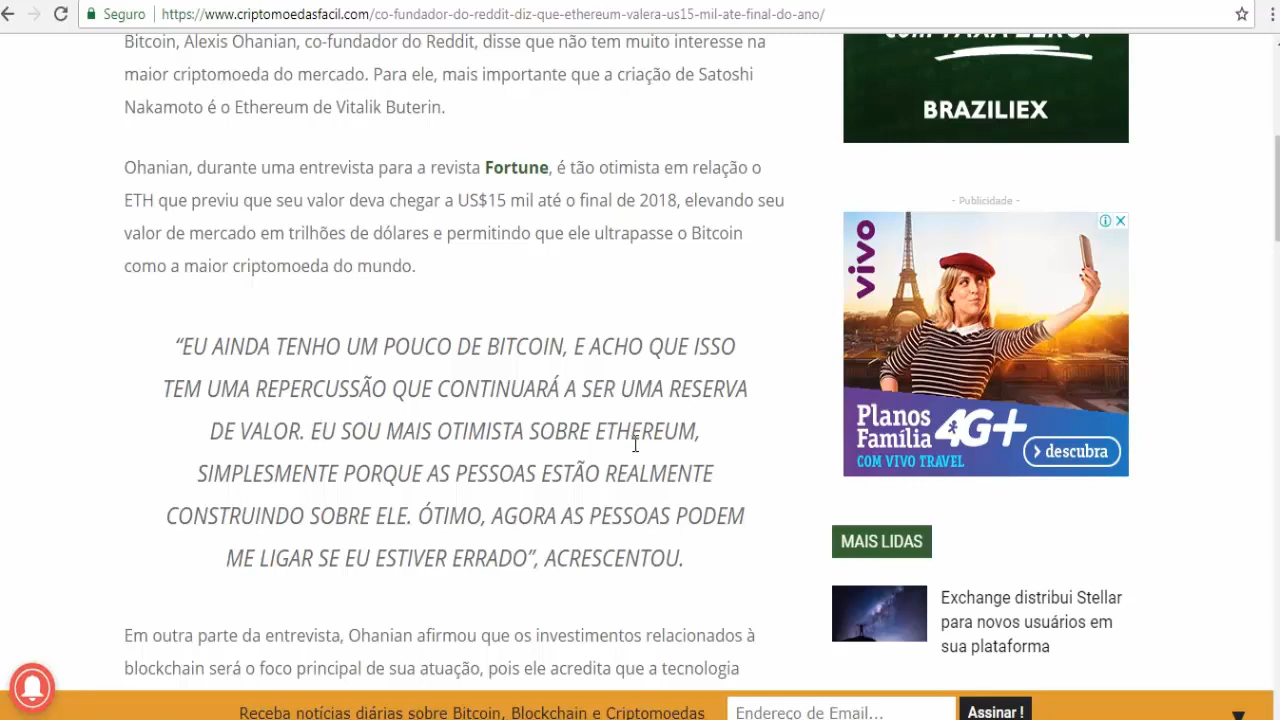 Seguro
https://www.criptomoedasfacil.com/co-fundador-do-reddit-diz-que-ethereum-valera-us15-mil-ate-final-do-ano/
Bitcoin, Alexis Ohanian, co-fundador do Reddit, disse que não tem muito interesse na
maior criptomoeda do mercado. Para ele, mais importante que a criação de Satoshi
Nakamoto é o Ethereum de Vitalik Buterin.
Ohanian, durante uma entrevista para a revista Fortune, é tão otimista em relação o
ETH que previu que seu valor deva chegar a US$15 mil até o final de 2018, elevando seu
valor de mercado em trilhões de dólares e permitindo que ele ultrapasse o Bitcoin
como a maior criptomoeda do mundo.
“EU AINDA TENHO UM POUCO DE BITCOIN, E ACHO QUE ISSO
TEM UMA REPERCUSSÃO QUE CONTINUARÁ A SER UMA RESERVA
DE VALOR. EU SOU MAIS OTIMISTA SOBRE ETHEREUM,
SIMPLESMENTE PORQUE AS PESSOAS ESTÃO REALMENTE
CONSTRUINDO SOBRE ELE. ÓTIMO, AGORA AS PESSOAS PODEM
ME LIGAR SE EU ESTIVER ERRADO”, ACRESCENTOU.
Em outra parte da entrevista, Ohanian afirmou que os investimentos relacionados à
blockchain será o foco principal de sua atuação, pois ele acredita que a tecnologia
com TAXA ZERO!
BRAZILIEX
- Publicidade -
vivo
Planos
Família 4G+
COM VIVO TRAVEL
> descubra
MAIS LIDAS
Exchange distribui Stellar
para novos usuários em
sua plataforma
Receba notícias diárias sobre Bitcoin, Blockchain e Criptomoedas
Endereço de Email...
Assinar !